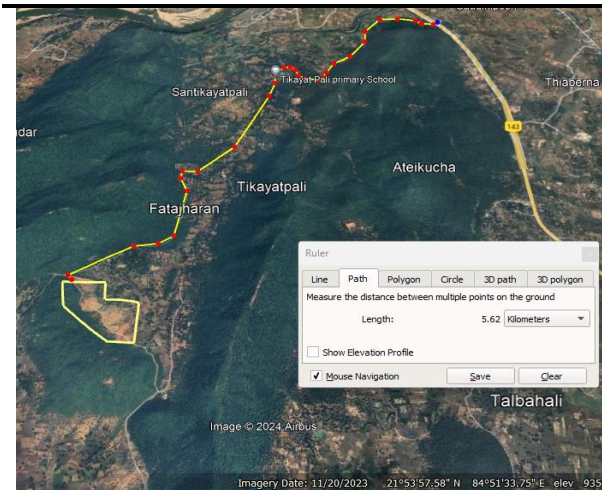 Santikayatpali
Tikayat Pali primary School
Thiaberna
143
dar
Ateikucha
Tikayatpali
Fatajharan
Ruler
Line Path Polygon Circle 3D path 3D polygon
Measure the distance between multiple points on the ground
Length: 5.62 Kilometers
Show Elevation Profile
Mouse Navigation Save Clear
Talbahali
Image © 2024 Airbus
Imagery Date: 11/20/2023 21°53'57.58" N 84°51'33.75" E elev 935